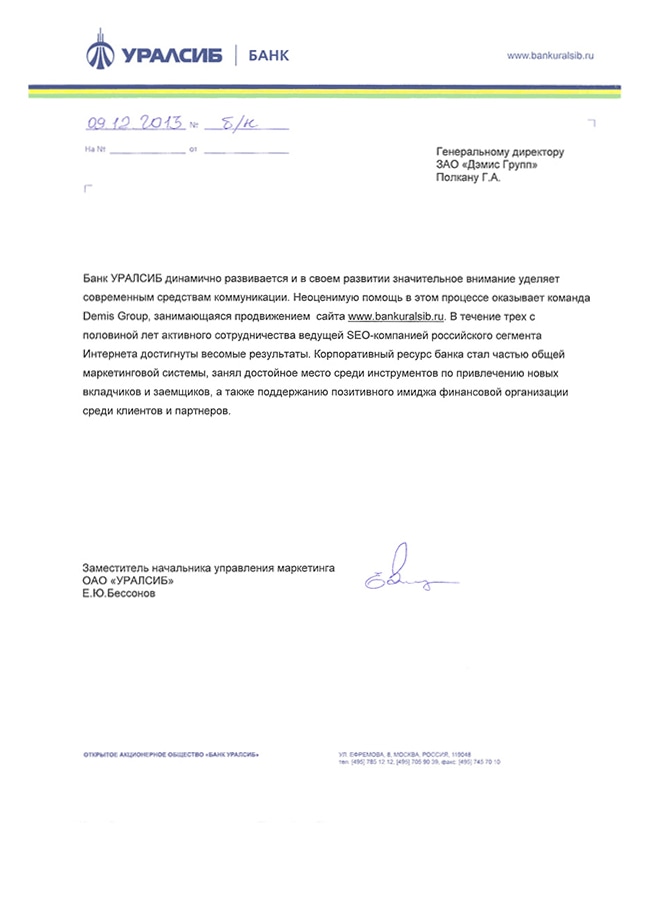 УРАЛСИБ | БАНК
www.bankuralsib.ru
09.12.2013 № б/н
На № от
Генеральному директору
ЗАО «Дэмис Групп»
Полкану Г.А.
Банк УРАЛСИБ динамично развивается и в своем развитии значительное внимание уделяет
современным средствам коммуникации. Неоценимую помощь в этом процессе оказывает команда
Demis Group, занимающаяся продвижением сайта www.bankuralsib.ru. В течение трех с
половиной лет активного сотрудничества ведущей SEO-компанией российского сегмента
Интернета достигнуты весомые результаты. Корпоративный ресурс банка стал частью общей
маркетинговой системы, занял достойное место среди инструментов по привлечению новых
вкладчиков и заемщиков, а также поддержанию позитивного имиджа финансовой организации
среди клиентов и партнеров.
Заместитель начальника управления маркетинга
ОАО «УРАЛСИБ»
Е.Ю.Бессонов
ОТКРЫТОЕ АКЦИОНЕРНОЕ ОБЩЕСТВО «БАНК УРАЛСИБ»
УЛ. ЕФРЕМОВА, 8, МОСКВА, РОССИЯ, 119048
тел: [495] 785 12 12, [495] 705 90 39, факс: [495] 745 70 10